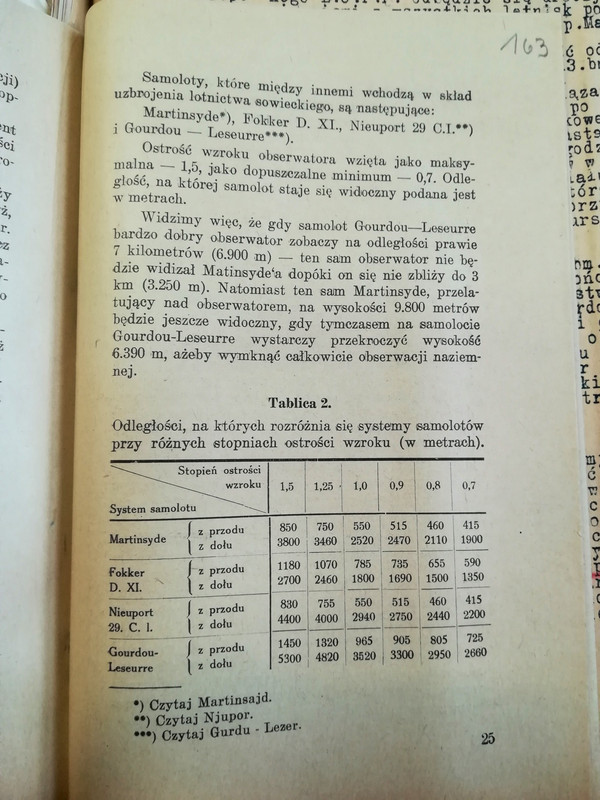 163
Samoloty, które między innemi wchodzą w skład
uzbrojenia lotnictwa sowieckiego, są następujące:
Martinsyde*), Fokker D. XI., Nieuport 29 C.I.**)
i Gourdou — Leseurre***).
Ostrość wzroku obserwatora wzięta jako maksy-
malna — 1,5, jako dopuszczalne minimum — 0,7. Odle-
głość, na której samolot staje się widoczny podana jest
w metrach.
Widzimy więc, że gdy samolot Gourdou—Leseurre
bardzo dobry obserwator zobaczy na odległości prawie
7 kilometrów (6.900 m) — ten sam obserwator nie bę-
dzie widział Matinsyde'a dopóki on się nie zbliży do 3
km (3.250 m). Natomiast ten sam Martinsyde, przela-
tujący nad obserwatorem, na wysokości 9.800 metrów
będzie jeszcze widoczny, gdy tymczasem na samolocie
Gourdou-Leseurre wystarczy przekroczyć wysokość
6.390 m, ażeby wymknąć całkowicie obserwacji naziem-
nej.
Tablica 2.
Odległości, na których rozróżnia się systemy samolotów
przy różnych stopniach ostrości wzroku (w metrach).
Stopień ostrości
wzroku 1,5 1,25 1,0 0,9 0,8 0,7
System samolotu
Martinsyde z przodu 850 750 550 515 460 415
z dołu 3800 3460 2520 2470 2110 1900
Fokker z przodu 1180 1070 785 735 655 590
D. XI. z dołu 2700 2460 1800 1690 1500 1350
Nieuport z przodu 830 755 550 515 460 415
29. C. I. z dołu 4400 4000 2940 2750 2440 2200
Gourdou- z przodu 1450 1320 965 905 805 725
Leseurre z dołu 5300 4820 3520 3300 2950 2660
*) Czytaj Martinsajd.
**) Czytaj Njupor.
***) Czytaj Gurdu - Lezer.
25